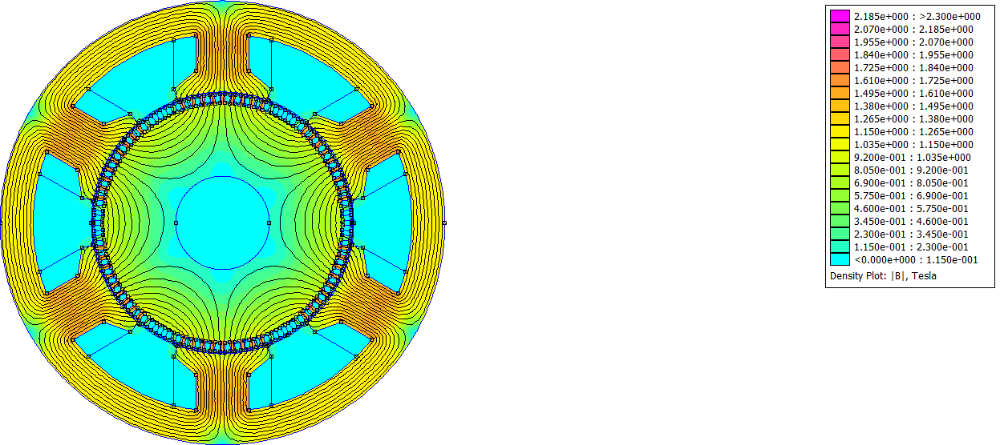 2.185e+000 : >2.300e+000
2.070e+000 : 2.185e+000
1.955e+000 : 2.070e+000
1.840e+000 : 1.955e+000
1.725e+000 : 1.840e+000
1.610e+000 : 1.725e+000
1.495e+000 : 1.610e+000
1.380e+000 : 1.495e+000
1.265e+000 : 1.380e+000
1.150e+000 : 1.265e+000
1.035e+000 : 1.150e+000
9.200e-001 : 1.035e+000
8.050e-001 : 9.200e-001
6.900e-001 : 8.050e-001
5.750e-001 : 6.900e-001
4.600e-001 : 5.750e-001
3.450e-001 : 4.600e-001
2.300e-001 : 3.450e-001
1.150e-001 : 2.300e-001
<0.000e+000 : 1.150e-001
Density Plot: |B|, Tesla